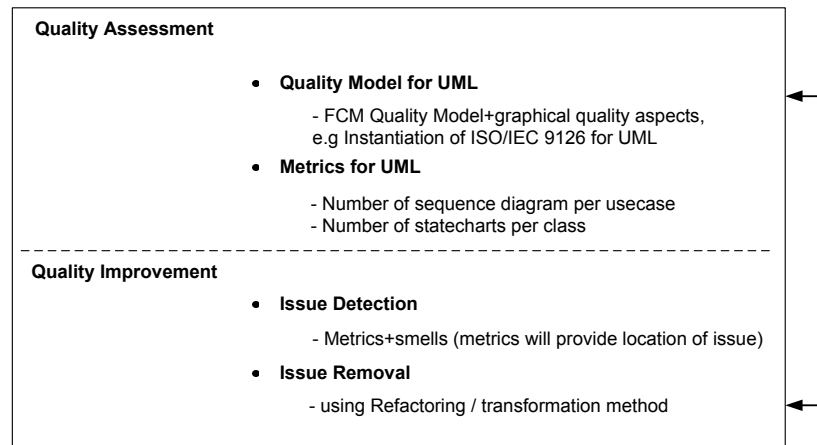 Quality Assessment
• Quality Model for UML
- FCM Quality Model+graphical quality aspects,
e.g Instantiation of ISO/IEC 9126 for UML
• Metrics for UML
- Number of sequence diagram per usecase
- Number of statecharts per class
Quality Improvement
• Issue Detection
- Metrics+smells (metrics will provide location of issue)
• Issue Removal
- using Refactoring / transformation method